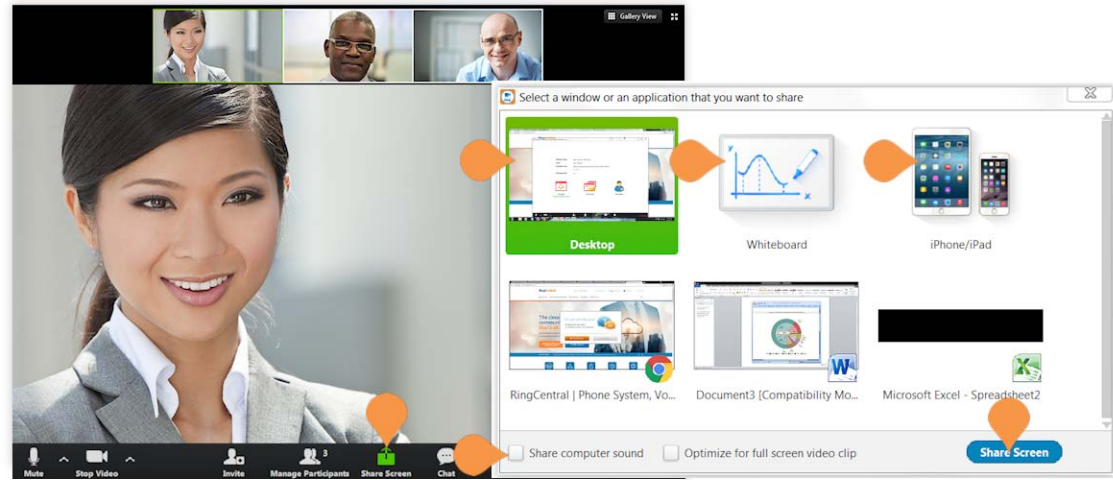 Gallery View
Select a window or an application that you want to share
Desktop
Whiteboard
iPhone/iPad
RingCentral | Phone System, Vo...
Document3 [Compatibility Mo...
Microsoft Excel - Spreadsheet2
Share computer sound
Optimize for full screen video clip
Share Screen
Mute
Stop Video
Invite
3
Manage Participants
Share Screen
Chat